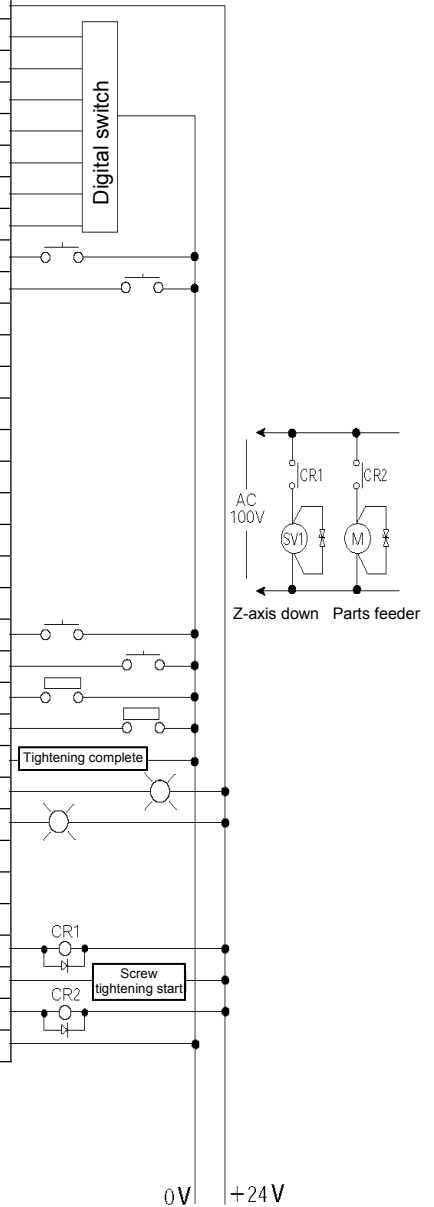 Digital switch
CR1
CR2
AC
100V
SV1
M
Z-axis down
Parts feeder
Tightening complete
CR1
Screw
tightening start
CR2
0V
+24V